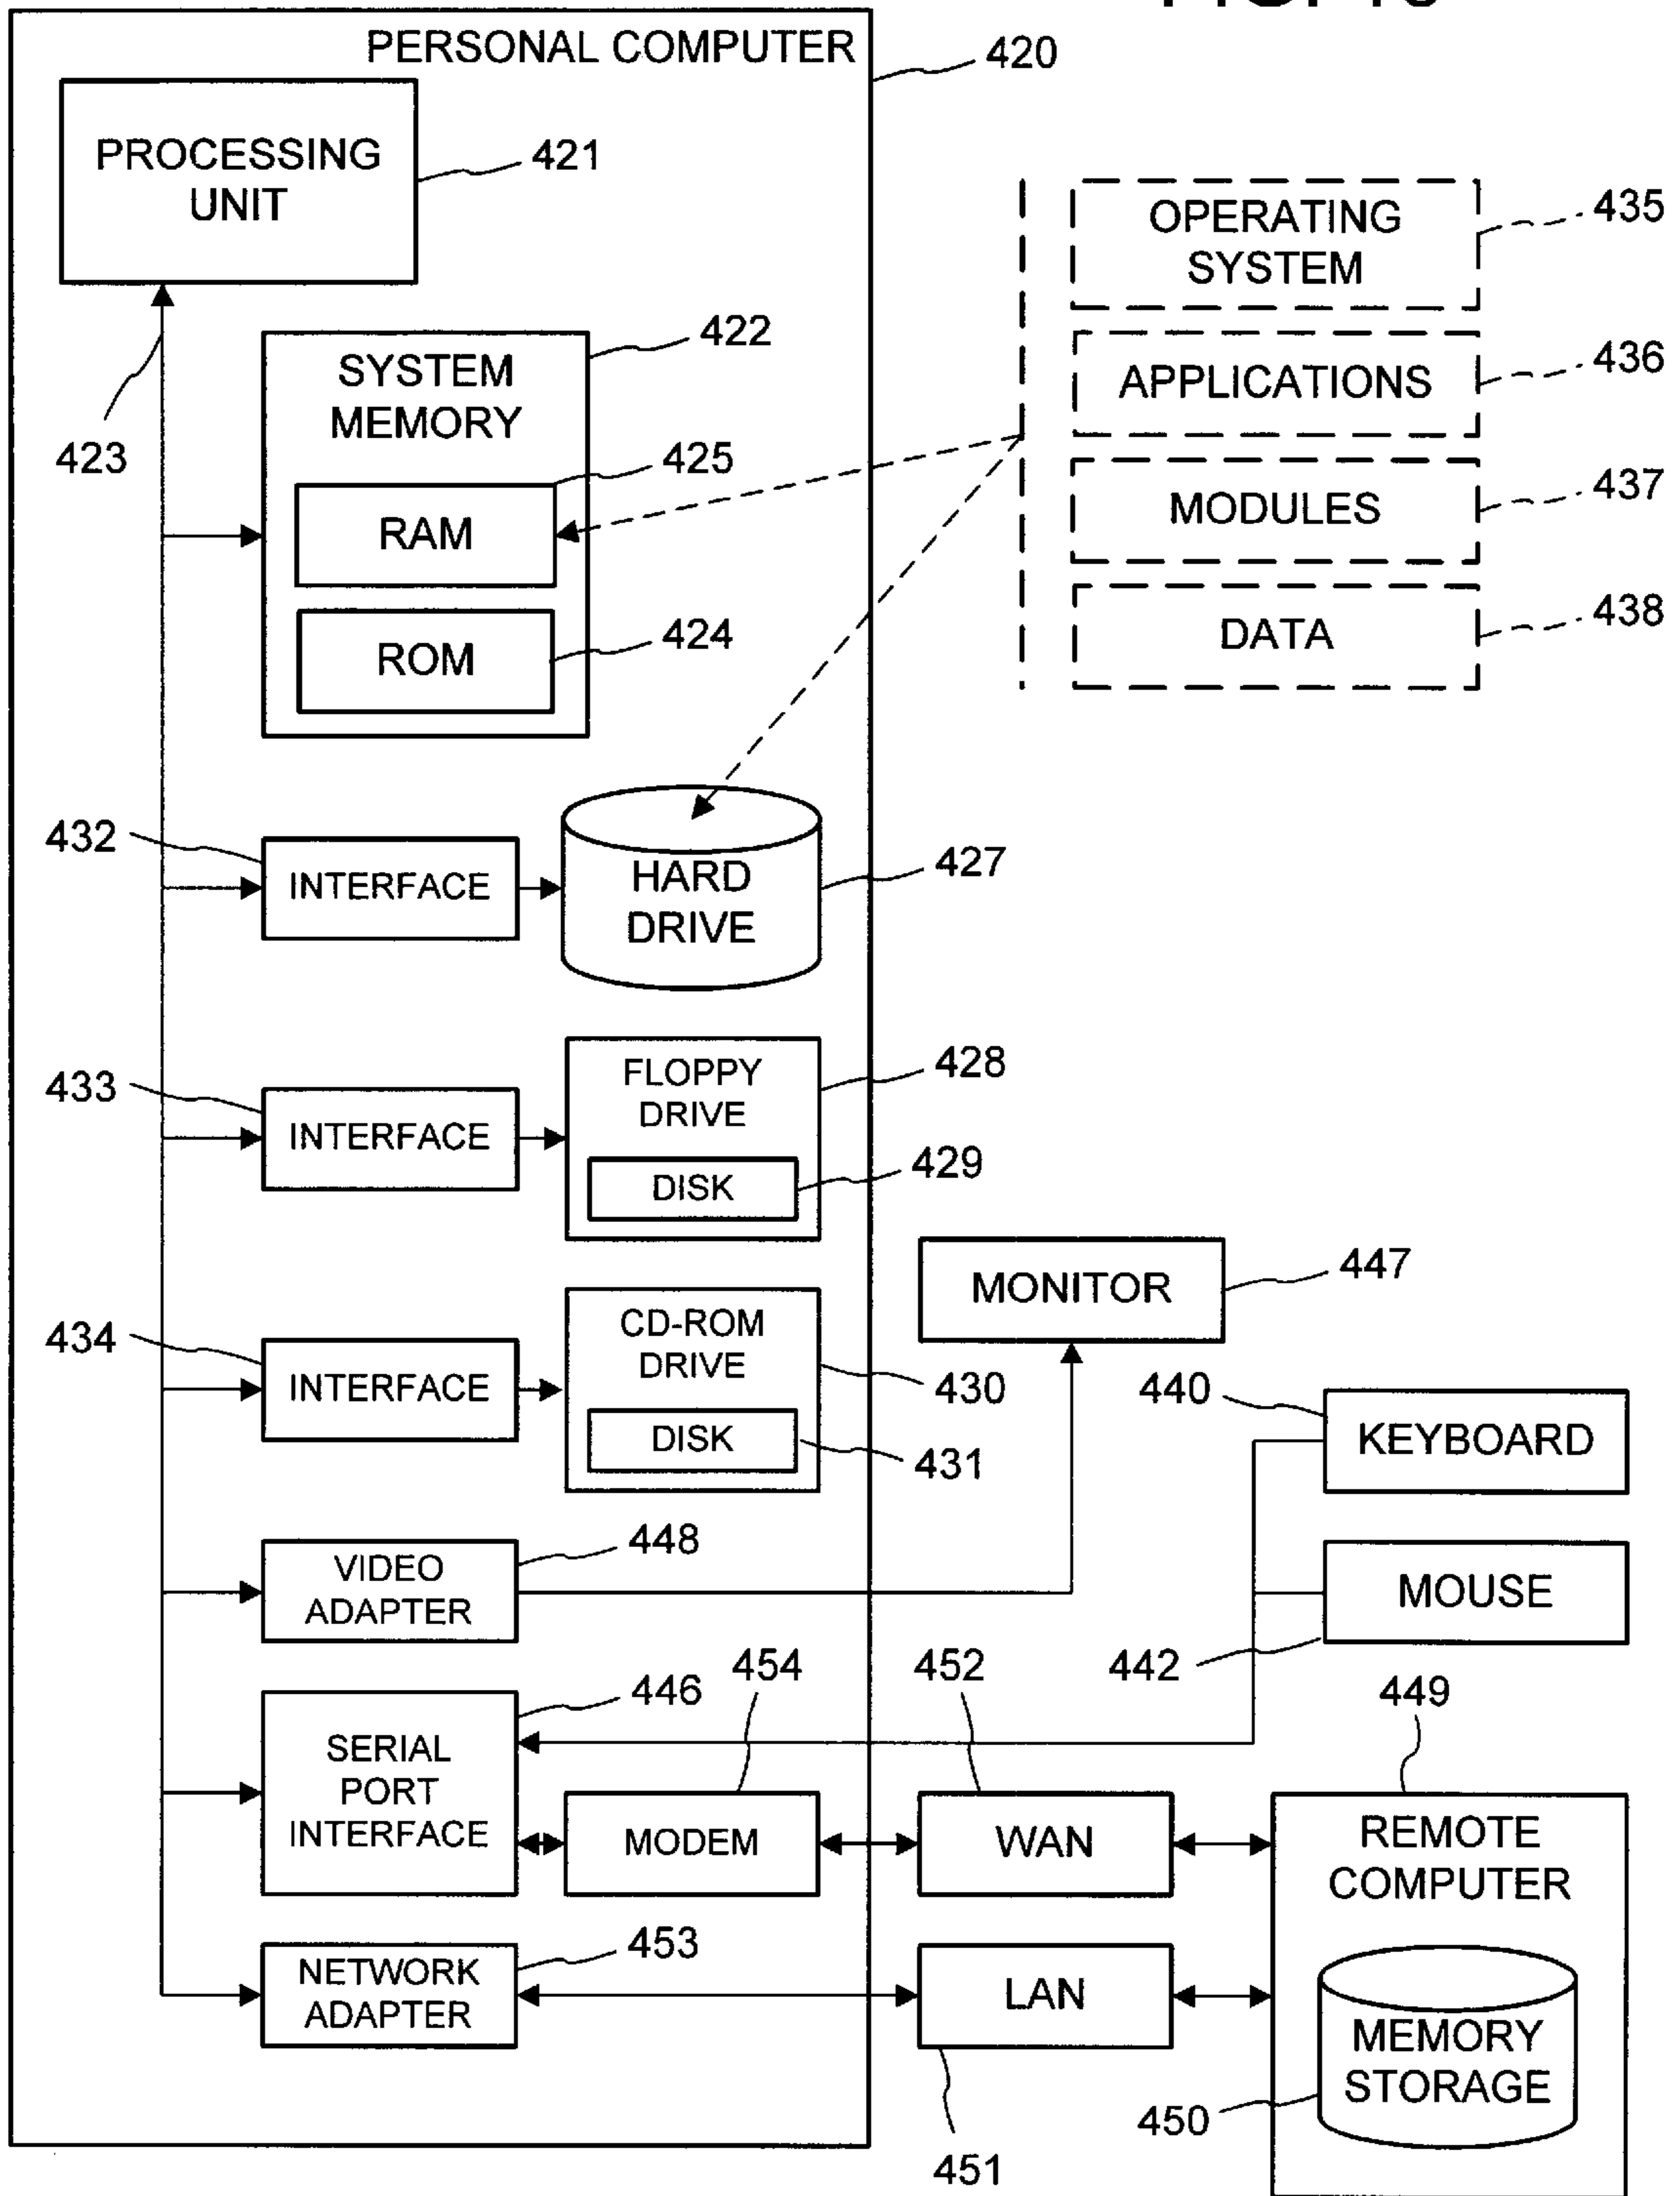 PERSONAL COMPUTER
420
PROCESSING
UNIT
421
423
SYSTEM
MEMORY
422
RAM
425
ROM
424
OPERATING
SYSTEM
435
APPLICATIONS
436
MODULES
437
DATA
438
432
INTERFACE
HARD
DRIVE
427
433
INTERFACE
FLOPPY
DRIVE
428
DISK
429
434
INTERFACE
CD-ROM
DRIVE
430
DISK
431
MONITOR
447
440
KEYBOARD
MOUSE
442
VIDEO
ADAPTER
448
SERIAL
PORT
INTERFACE
446
454
MODEM
452
WAN
449
REMOTE
COMPUTER
MEMORY
STORAGE
450
NETWORK
ADAPTER
453
LAN
451